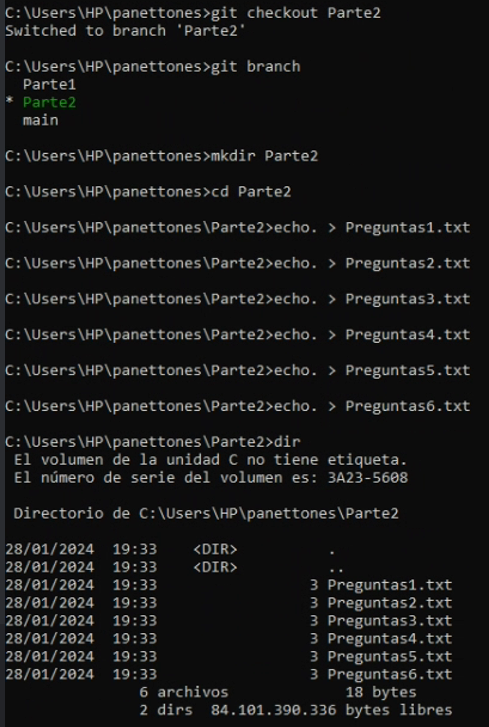 C:\Users\HP\panettones>git checkout Parte2
Switched to branch 'Parte2'
C:\Users\HP\panettones>git branch
  Parte1
* Parte2
  main
C:\Users\HP\panettones>mkdir Parte2
C:\Users\HP\panettones>cd Parte2
C:\Users\HP\panettones\Parte2>echo. > Preguntas1.txt
C:\Users\HP\panettones\Parte2>echo. > Preguntas2.txt
C:\Users\HP\panettones\Parte2>echo. > Preguntas3.txt
C:\Users\HP\panettones\Parte2>echo. > Preguntas4.txt
C:\Users\HP\panettones\Parte2>echo. > Preguntas5.txt
C:\Users\HP\panettones\Parte2>echo. > Preguntas6.txt
C:\Users\HP\panettones\Parte2>dir
 El volumen de la unidad C no tiene etiqueta.
 El número de serie del volumen es: 3A23-5608
 Directorio de C:\Users\HP\panettones\Parte2
28/01/2024  19:33    <DIR>          .
28/01/2024  19:33    <DIR>          ..
28/01/2024  19:33                 3 Preguntas1.txt
28/01/2024  19:33                 3 Preguntas2.txt
28/01/2024  19:33                 3 Preguntas3.txt
28/01/2024  19:33                 3 Preguntas4.txt
28/01/2024  19:33                 3 Preguntas5.txt
28/01/2024  19:33                 3 Preguntas6.txt
               6 archivos             18 bytes
               2 dirs  84.101.390.336 bytes libres